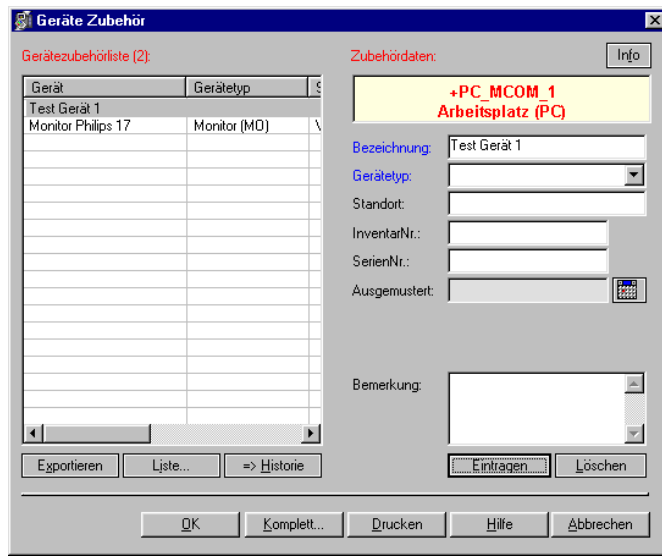 Geräte Zubehör
Gerätezubehörliste (2):
Gerät Gerätetyp
Test Gerät 1
Monitor Philips 17 Monitor (MO)
Exportieren Liste... => Historie
Zubehördaten: Info
+PC_MCOM_1
Arbeitsplatz (PC)
Bezeichnung: Test Gerät 1
Gerätetyp:
Standort:
InventarNr.:
SerienNr.:
Ausgemustert:
Bemerkung:
Eintragen Löschen
OK Komplett... Drucken Hilfe Abbrechen